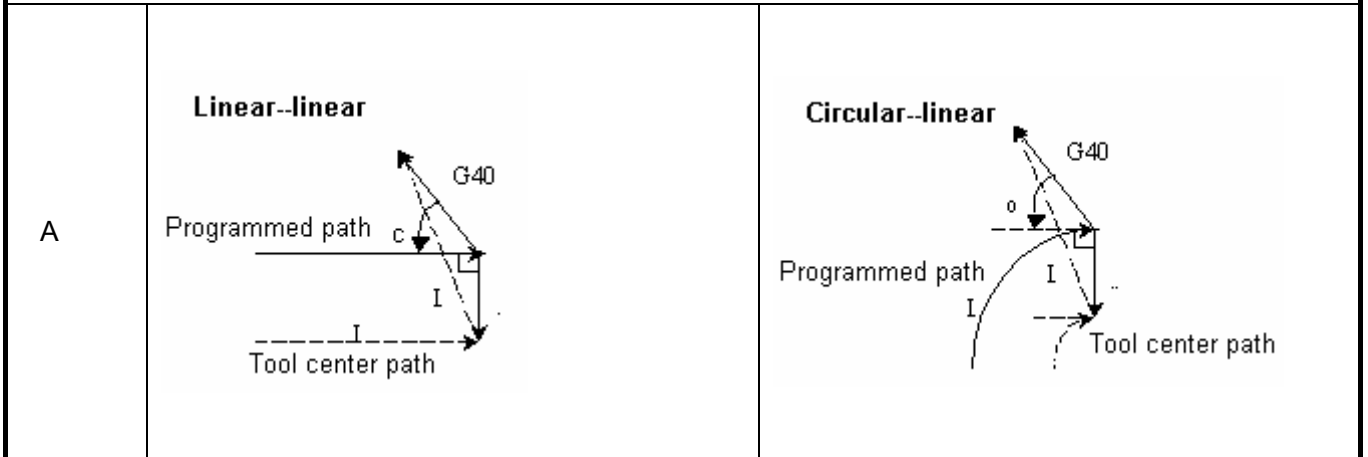 A
Linear--linear
G40
Programmed path
c
I
I
Tool center path
Circular--linear
G40
o
Programmed path
I
I
Tool center path